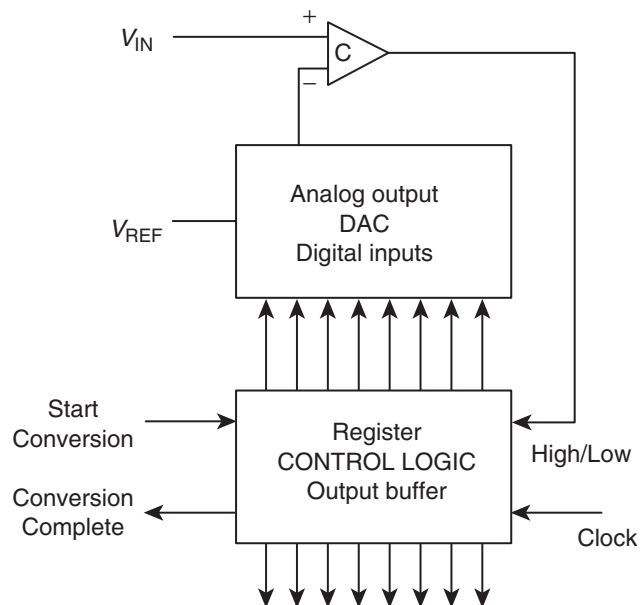 +
V_IN
C
−
Analog output
DAC
Digital inputs
V_REF
Start
Conversion
Register
CONTROL LOGIC
Output buffer
High/Low
Conversion
Complete
Clock